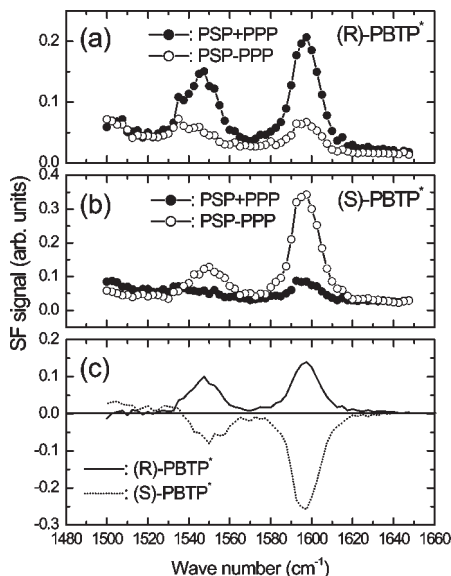 (a)
●: PSP+PPP
○: PSP-PPP
(R)-PBTP*
0.2
0.1
0.0
(b)
●: PSP+PPP
○: PSP-PPP
(S)-PBTP*
0.4
0.3
0.2
0.1
0.0
SF signal (arb. units)
(c)
0.2
0.1
0.0
-0.1
-0.2
-0.3
—: (R)-PBTP*
······: (S)-PBTP*
1480 1500 1520 1540 1560 1580 1600 1620 1640 1660
Wave number (cm⁻¹)